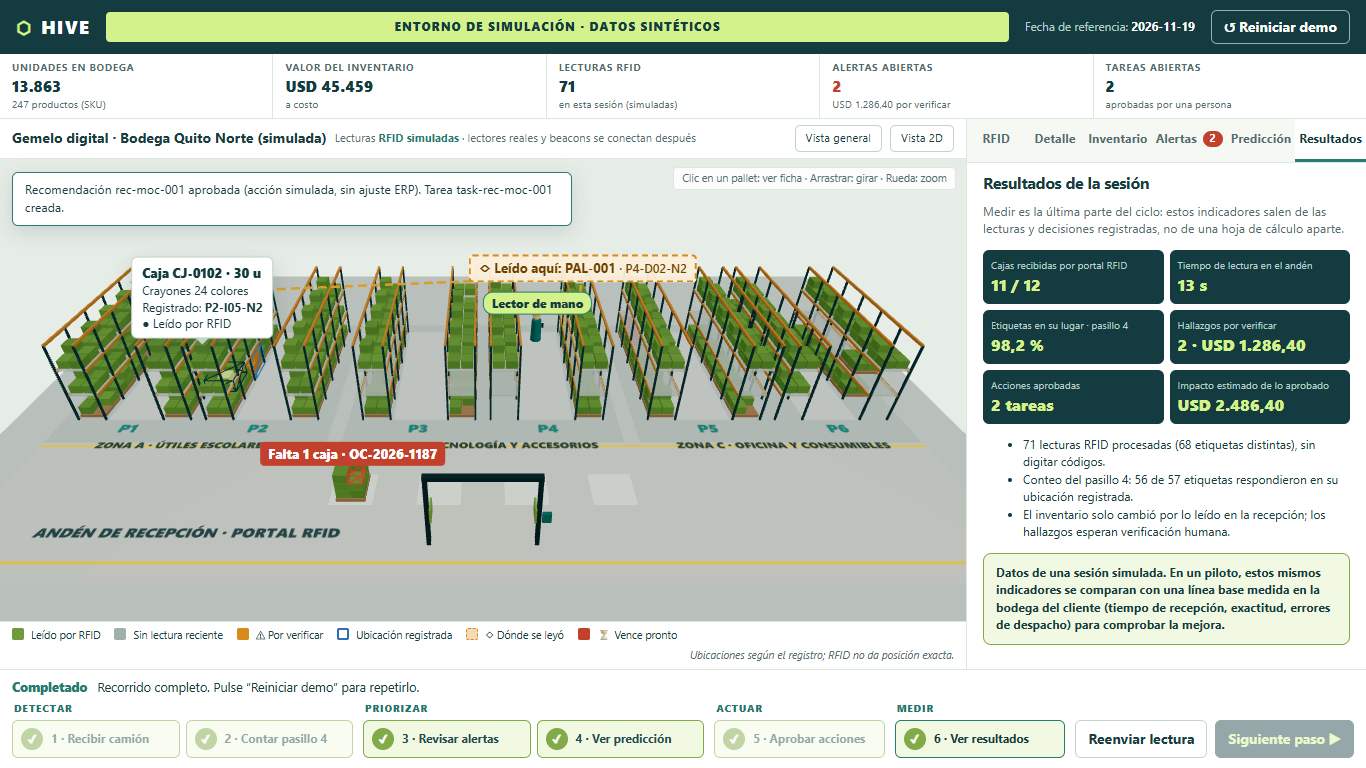 HIVE
ENTORNO DE SIMULACIÓN · DATOS SINTÉTICOS
Fecha de referencia: 2026-11-19
↺ Reiniciar demo
UNIDADES EN BODEGA
13.863
247 productos (SKU)
VALOR DEL INVENTARIO
USD 45.459
a costo
LECTURAS RFID
71
en esta sesión (simuladas)
ALERTAS ABIERTAS
2
USD 1.286,40 por verificar
TAREAS ABIERTAS
2
aprobadas por una persona
Gemelo digital · Bodega Quito Norte (simulada)
Lecturas RFID simuladas · lectores reales y beacons se conectan después
Vista general
Vista 2D
Recomendación rec-moc-001 aprobada (acción simulada, sin ajuste ERP). Tarea task-rec-moc-001
creada.
Clic en un pallet: ver ficha · Arrastrar: girar · Rueda: zoom
Caja CJ-0102 · 30 u
Crayones 24 colores
Registrado: P2-I05-N2
● Leído por RFID
◇ Leído aquí: PAL-001 · P4-D02-N2
Lector de mano
P1
P2
P3
P4
P5
P6
ZONA A · ÚTILES ESCOLARE
CNOLOGÍA Y ACCESORIOS
ZONA C · OFICINA Y CONSUMIBLES
Falta 1 caja · OC-2026-1187
ANDÉN DE RECEPCIÓN · PORTAL RFID
Leído por RFID
Sin lectura reciente
⚠ Por verificar
Ubicación registrada
◇ Dónde se leyó
⏳ Vence pronto
Ubicaciones según el registro; RFID no da posición exacta.
RFID
Detalle
Inventario
Alertas 2
Predicción
Resultados
Resultados de la sesión
Medir es la última parte del ciclo: estos indicadores salen de las
lecturas y decisiones registradas, no de una hoja de cálculo aparte.
Cajas recibidas por portal RFID
11 / 12
Tiempo de lectura en el andén
13 s
Etiquetas en su lugar · pasillo 4
98,2 %
Hallazgos por verificar
2 · USD 1.286,40
Acciones aprobadas
2 tareas
Impacto estimado de lo aprobado
USD 2.486,40
• 71 lecturas RFID procesadas (68 etiquetas distintas), sin
digitar códigos.
• Conteo del pasillo 4: 56 de 57 etiquetas respondieron en su
ubicación registrada.
• El inventario solo cambió por lo leído en la recepción; los
hallazgos esperan verificación humana.
Datos de una sesión simulada. En un piloto, estos mismos
indicadores se comparan con una línea base medida en la
bodega del cliente (tiempo de recepción, exactitud, errores
de despacho) para comprobar la mejora.
Completado Recorrido completo. Pulse “Reiniciar demo” para repetirlo.
DETECTAR
✓ 1 · Recibir camión
✓ 2 · Contar pasillo 4
PRIORIZAR
✓ 3 · Revisar alertas
✓ 4 · Ver predicción
ACTUAR
✓ 5 · Aprobar acciones
MEDIR
✓ 6 · Ver resultados
Reenviar lectura
Siguiente paso ▶